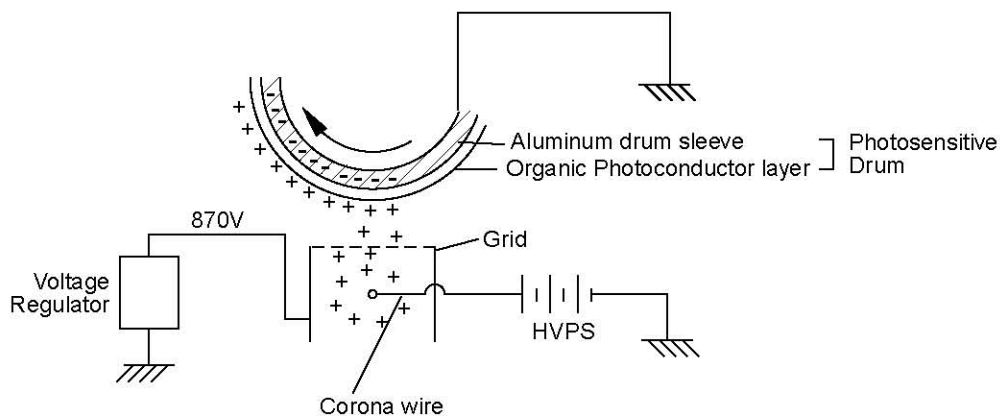 Aluminum drum sleeve
Organic Photoconductor layer
Photosensitive
Drum
870V
Grid
Voltage
Regulator
HVPS
Corona wire